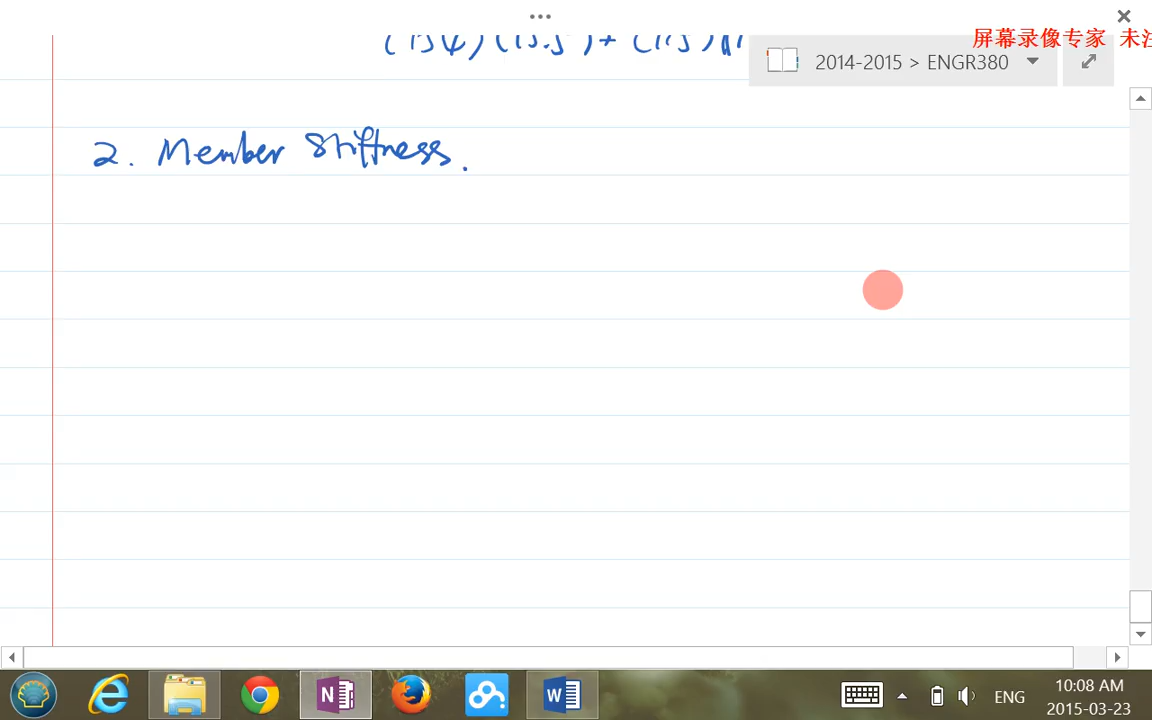 屏幕录像专家 未
2014-2015 > ENGR380
2. Member Stiffness.
ENG
10:08 AM
2015-03-23